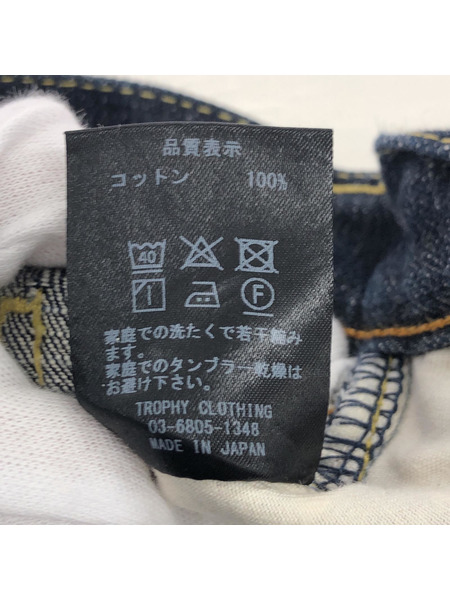 品質表示
コットン 100%
40
F
家庭での洗たくで若干縮み
ます。
家庭でのタンブラー乾燥は
お避け下さい。
TROPHY CLOTHING
03-6805-1348
MADE IN JAPAN